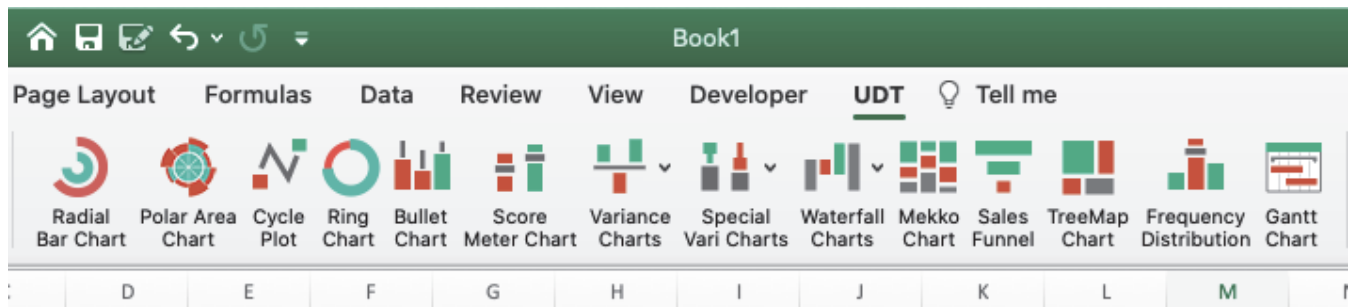 Book1
Page Layout Formulas Data Review View Developer UDT Tell me
Radial Polar Area Cycle Ring Bullet Score Variance Special Waterfall Mekko Sales TreeMap Frequency Gantt
Bar Chart Chart Plot Chart Chart Meter Chart Charts Vari Charts Charts Chart Funnel Chart Distribution Chart
D E F G H I J K L M